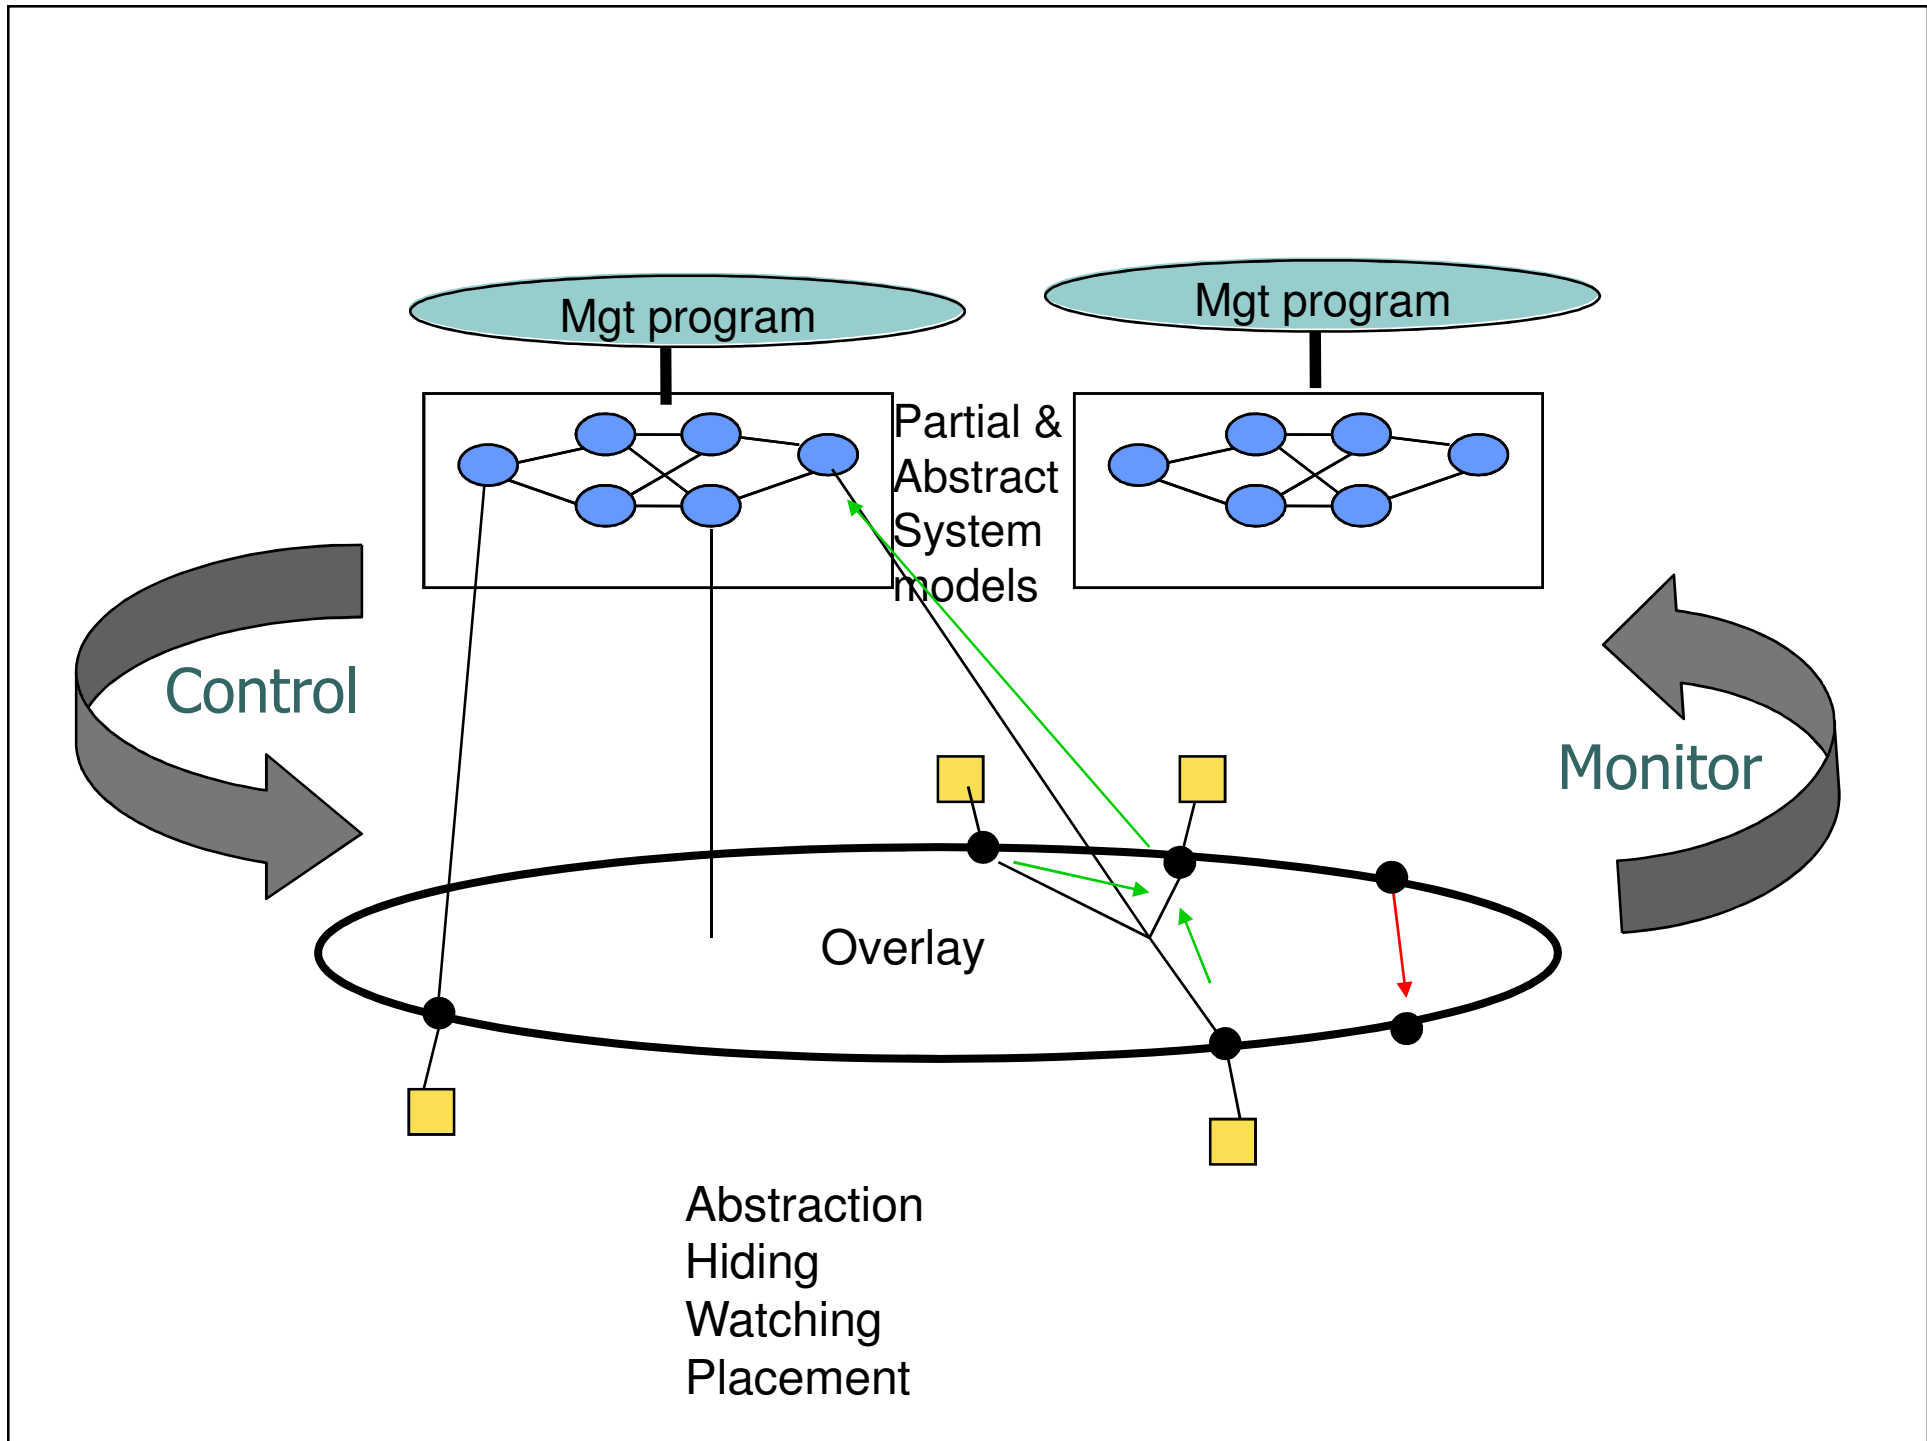 Mgt program
Mgt program
Partial &
Abstract
System
models
Control
Monitor
Overlay
Abstraction
Hiding
Watching
Placement